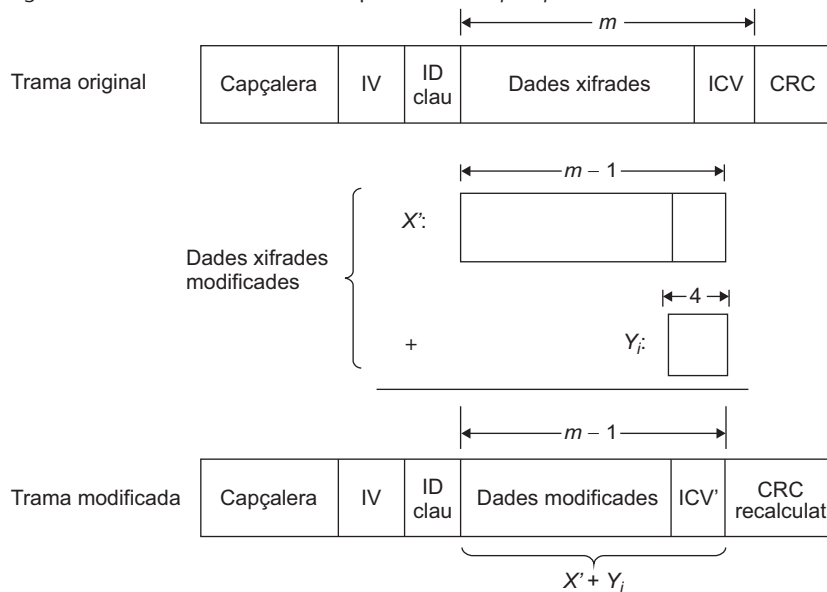 m
Trama original
Capçalera IV ID clau Dades xifrades ICV CRC
m – 1
X’:
Dades xifrades
modificades
4
+ Yi:
m – 1
Trama modificada
Capçalera IV ID clau Dades modificades ICV’ CRC recalculat
X’ + Yi